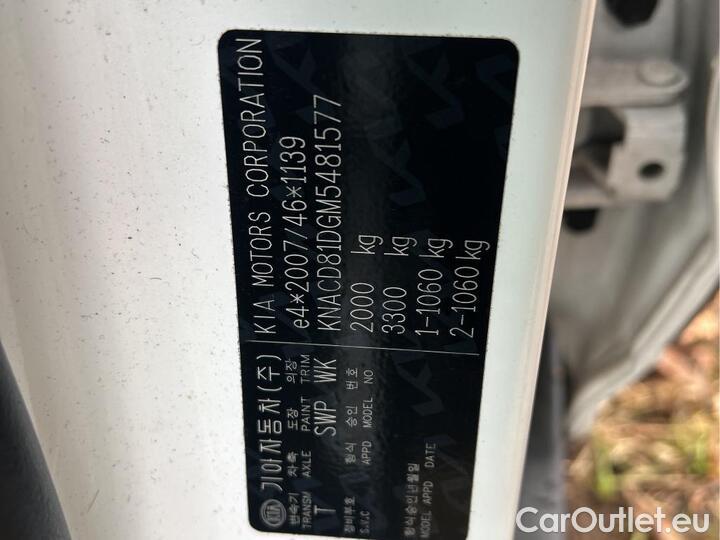 KIA 기아자동차(주) KIA MOTORS CORPORATION
변속기 차축 도장 의장 e4*2007/46*1139
TRANSM AXLE PAINT TRIM KNACD81DGM5481577
T SWP WK
2000 kg
정비부호 형식 승인 번호 3300 kg
S.V.C APPD MODEL NO
1-1060 kg
형식승인년월일 2-1060 kg
MODEL APPD DATE
CarOutlet.eu